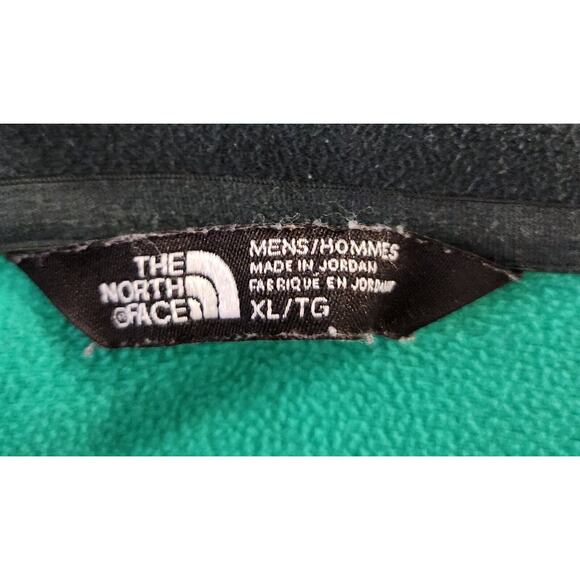 THE
NORTH
FACE
®
MENS/HOMMES
MADE IN JORDAN
FABRIQUE EN JORDANIE
XL/TG